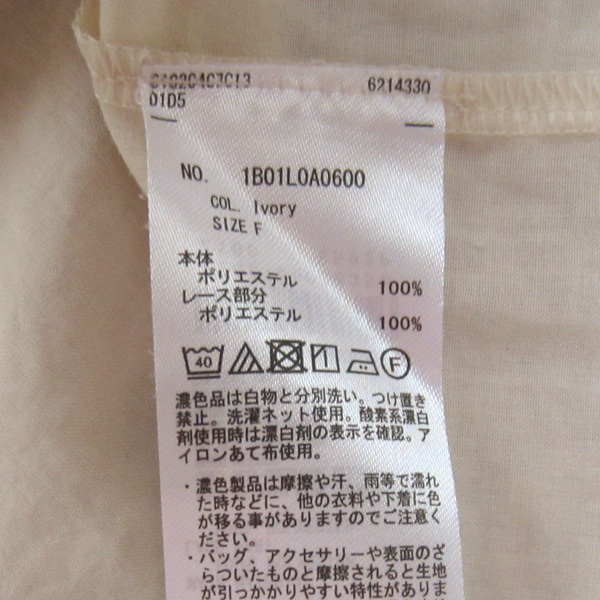 6214330
01D5
NO. 1B01L0A0600
COL. Ivory
SIZE F
本体
ポリエステル 100%
レース部分
ポリエステル 100%
40 F
濃色品は白物と分別洗い。つけ置き
禁止。洗濯ネット使用。酸素系漂白
剤使用時は漂白剤の表示を確認。ア
イロンあて布使用。
・濃色製品は摩擦や汗、雨等で濡れ
た時などに、他の衣料や下着に色
が移る事がありますのでご注意く
ださい。
・バッグ、アクセサリーや表面のざ
らついたものと摩擦されると生地
が引っかかりやすい特性がありま